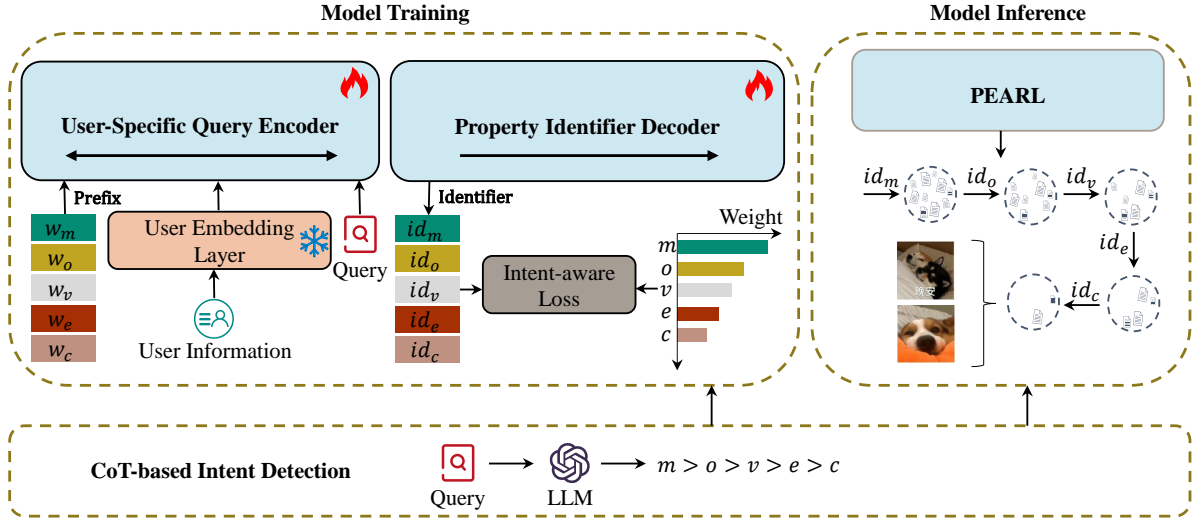 Model Training
Model Inference
User-Specific Query Encoder
Property Identifier Decoder
PEARL
Prefix
Identifier
w_m
w_o
w_v
w_e
w_c
User Embedding
Layer
User Information
Query
id_m
id_o
id_v
id_e
id_c
Intent-aware
Loss
Weight
m
o
v
e
c
id_m
id_o
id_v
id_e
id_c
晚安
CoT-based Intent Detection
Query
LLM
m > o > v > e > c